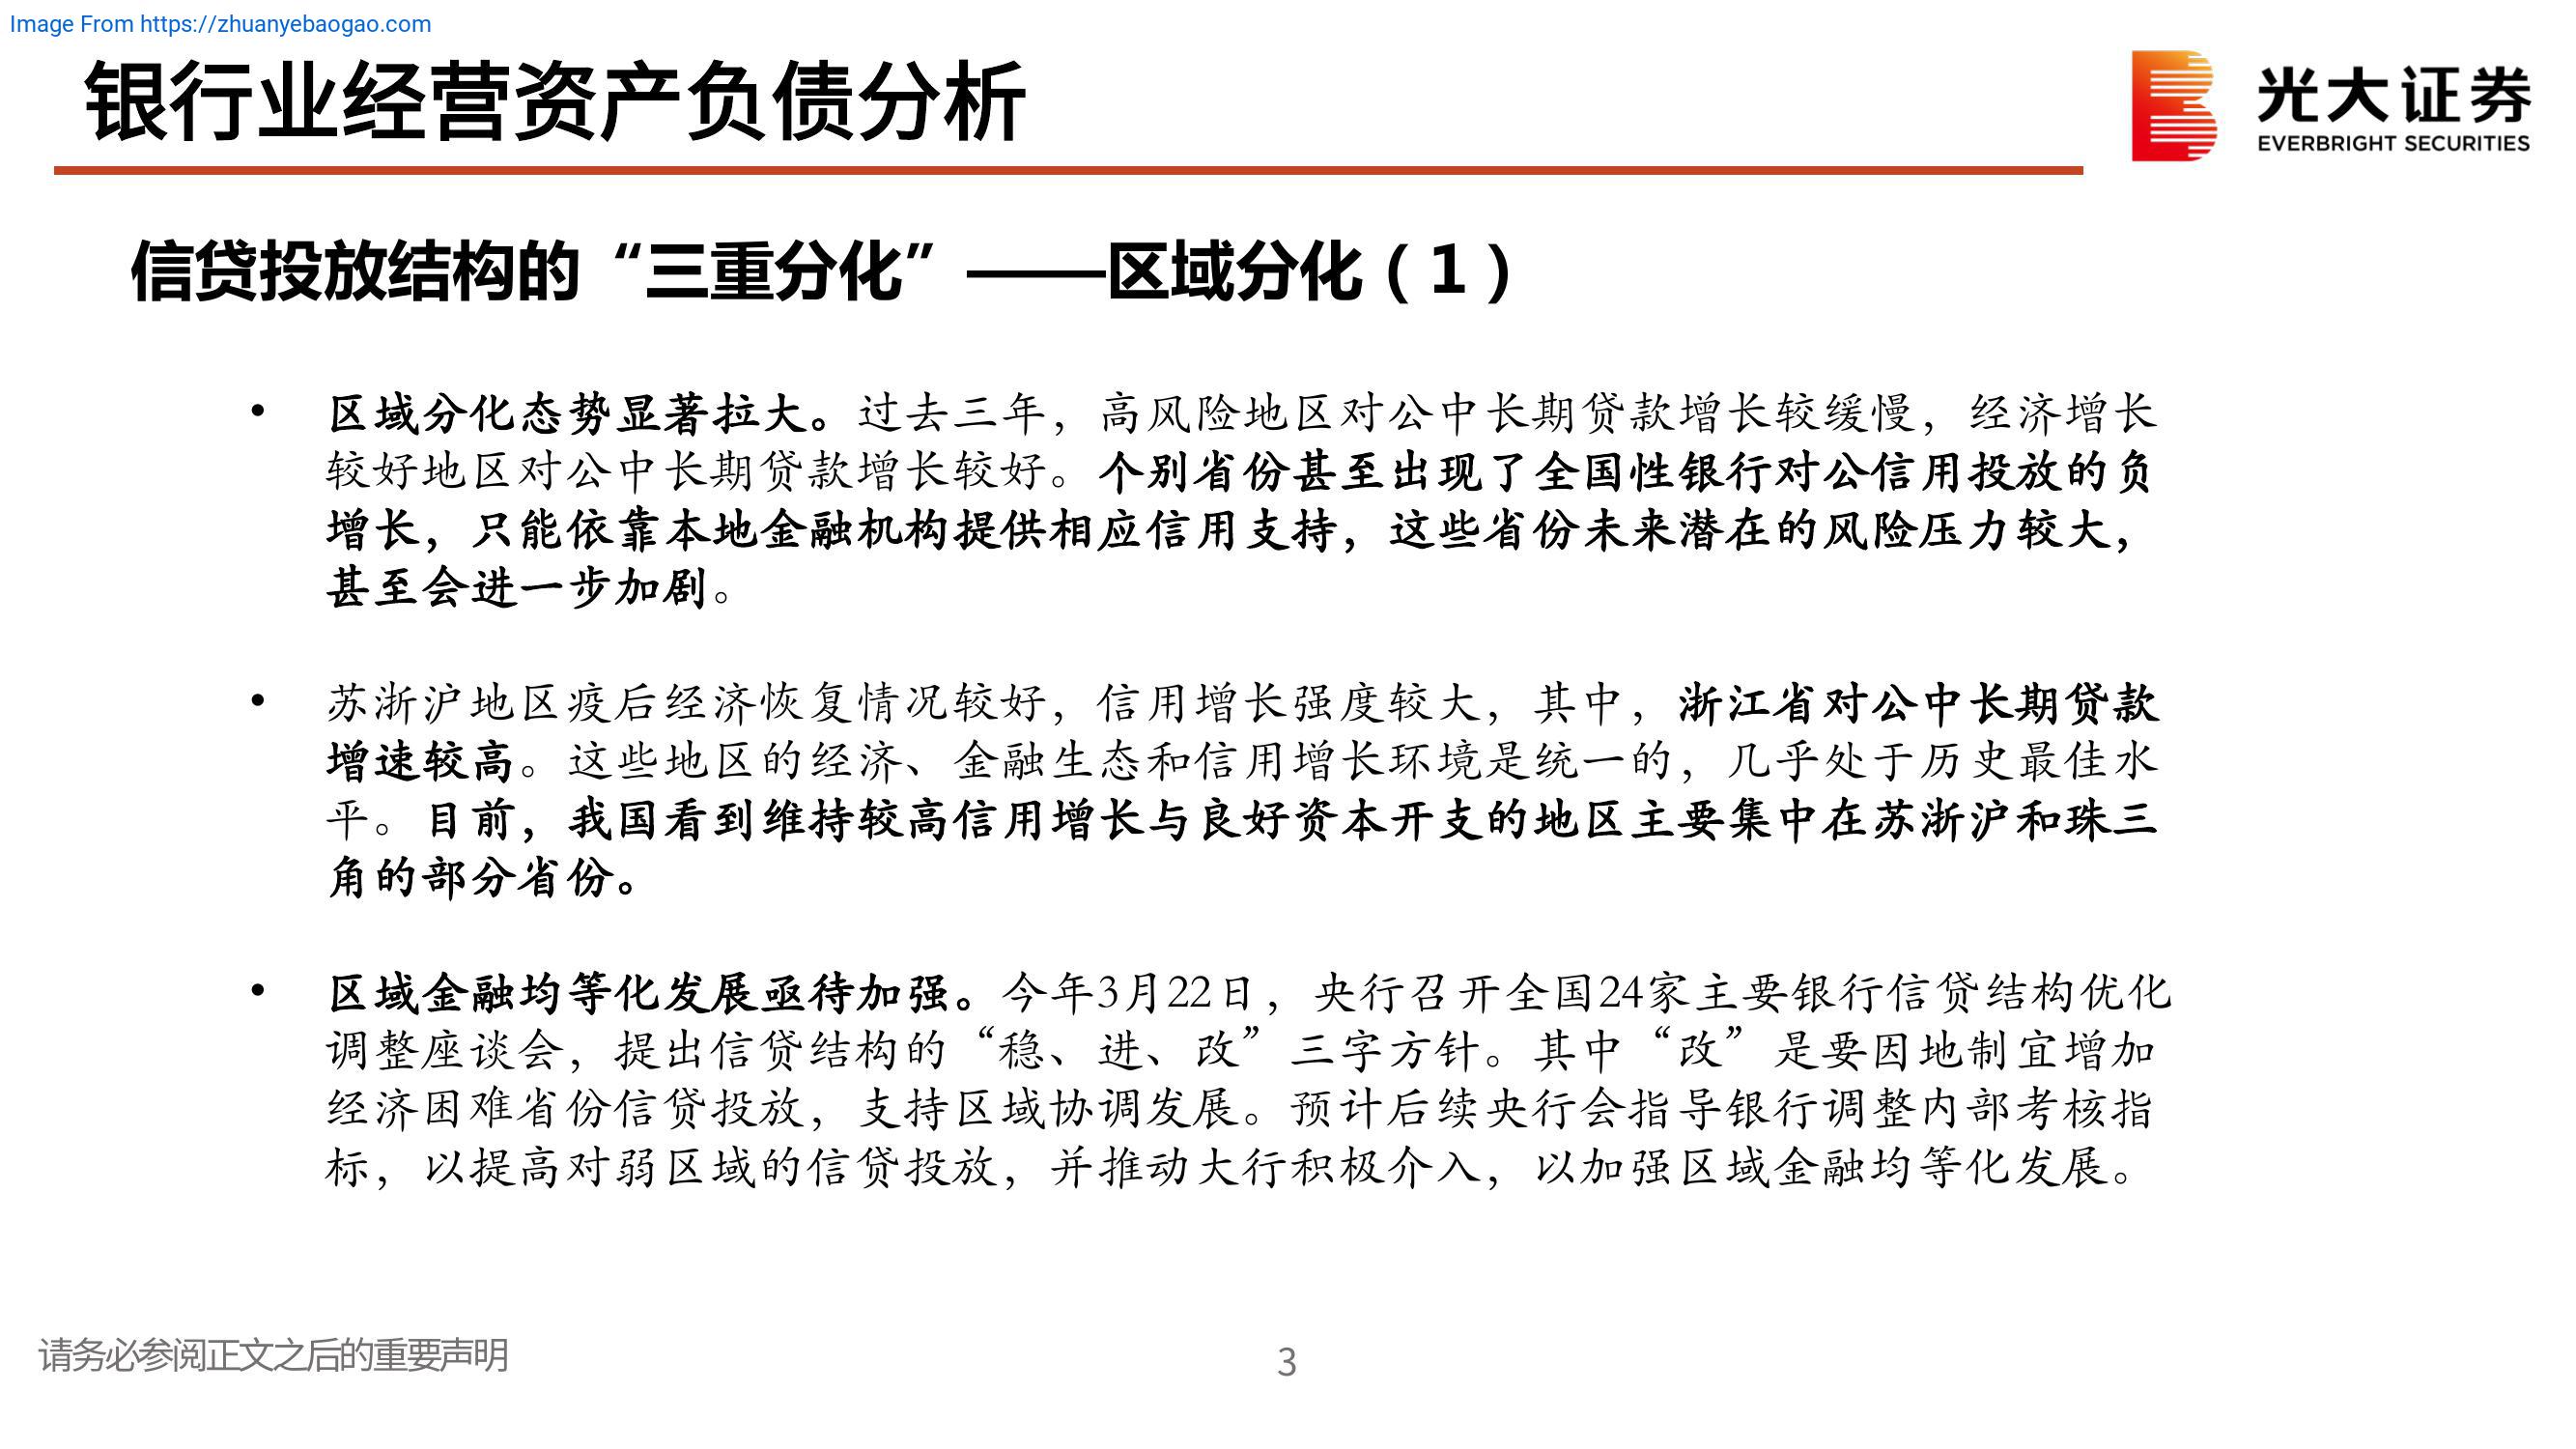 Image From https://zhuanyebaogao.com
银行业经营资产负债分析
光大证券
EVERBRIGHT SECURITIES
信贷投放结构的“三重分化”——区域分化（1）
• 区域分化态势显著拉大。过去三年，高风险地区对公中长期贷款增长较缓慢，经济增长
较好地区对公中长期贷款增长较好。个别省份甚至出现了全国性银行对公信用投放的负
增长，只能依靠本地金融机构提供相应信用支持，这些省份未来潜在的风险压力较大，
甚至会进一步加剧。
• 苏浙沪地区疫后经济恢复情况较好，信用增长强度较大，其中，浙江省对公中长期贷款
增速较高。这些地区的经济、金融生态和信用增长环境是统一的，几乎处于历史最佳水
平。目前，我国看到维持较高信用增长与良好资本开支的地区主要集中在苏浙沪和珠三
角的部分省份。
• 区域金融均等化发展亟待加强。今年3月22日，央行召开全国24家主要银行信贷结构优化
调整座谈会，提出信贷结构的“稳、进、改”三字方针。其中“改”是要因地制宜增加
经济困难省份信贷投放，支持区域协调发展。预计后续央行会指导银行调整内部考核指
标，以提高对弱区域的信贷投放，并推动大行积极介入，以加强区域金融均等化发展。
请务必参阅正文之后的重要声明
3